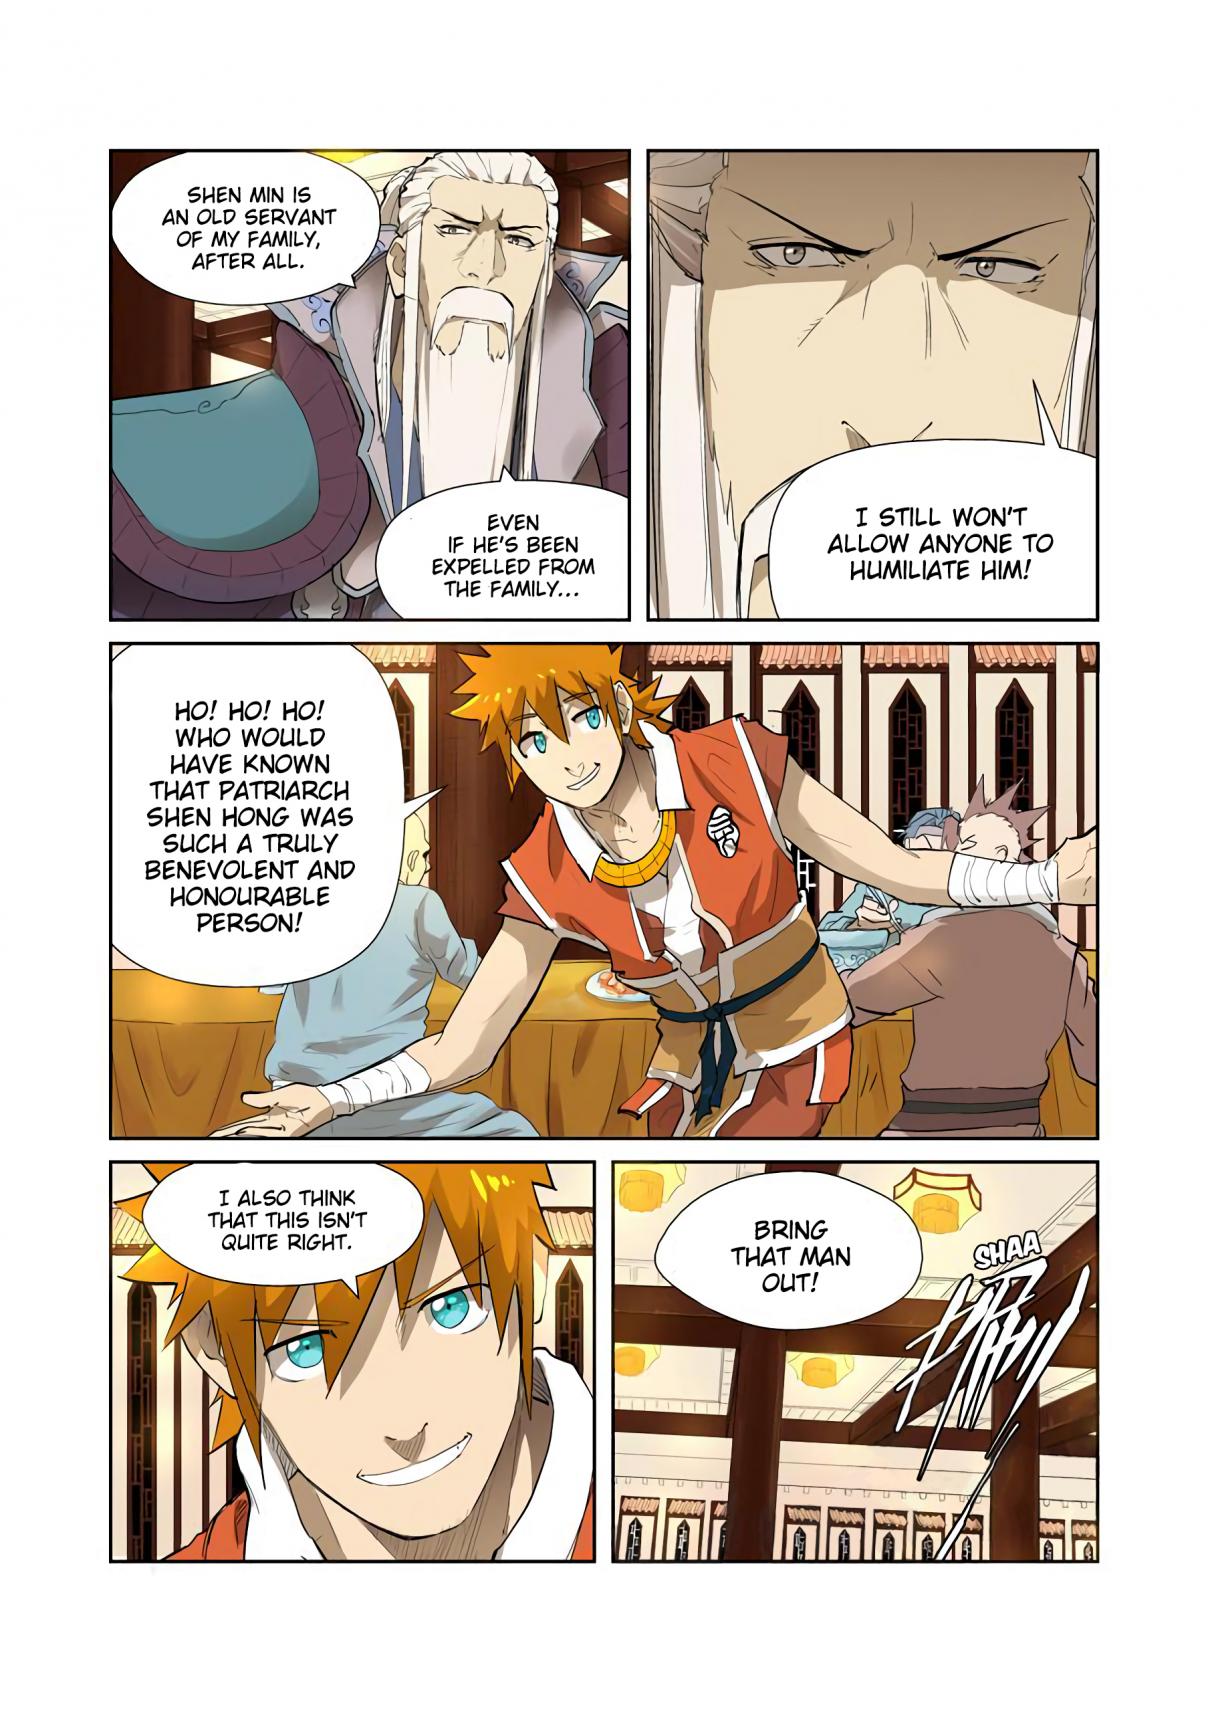 SHEN MIN IS
AN OLD SERVANT
OF MY FAMILY,
AFTER ALL.
EVEN
IF HE'S BEEN
EXPELLED FROM
THE FAMILY...
I STILL WON'T
ALLOW ANYONE TO
HUMILIATE HIM!
HO! HO! HO!
WHO WOULD
HAVE KNOWN
THAT PATRIARCH
SHEN HONG WAS
SUCH A TRULY
BENEVOLENT AND
HONOURABLE
PERSON!
I ALSO THINK
THAT THIS ISN'T
QUITE RIGHT.
BRING
THAT MAN
OUT!
SHAA